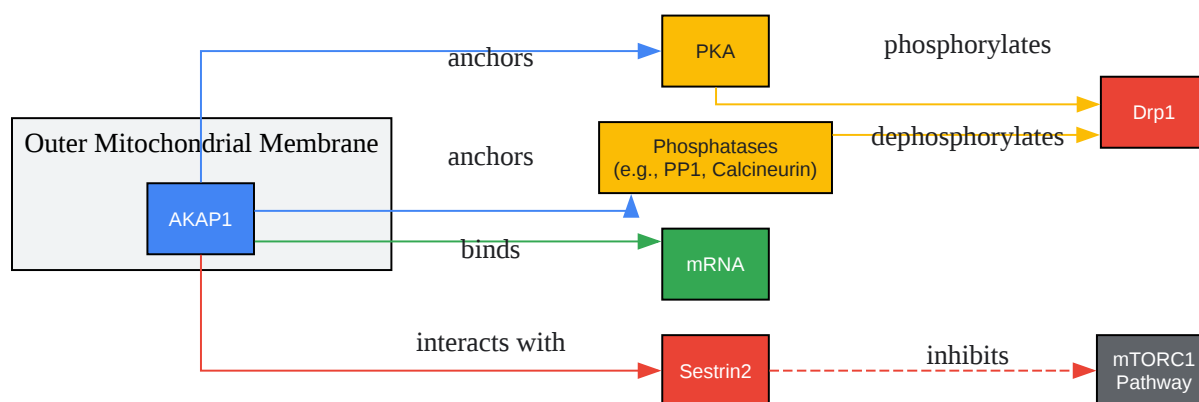 anchors
PKA
phosphorylates
Drp1
Outer Mitochondrial Membrane
anchors
Phosphatases
(e.g., PP1, Calcineurin)
dephosphorylates
AKAP1
binds
mRNA
interacts with
Sestrin2
inhibits
mTORC1
Pathway